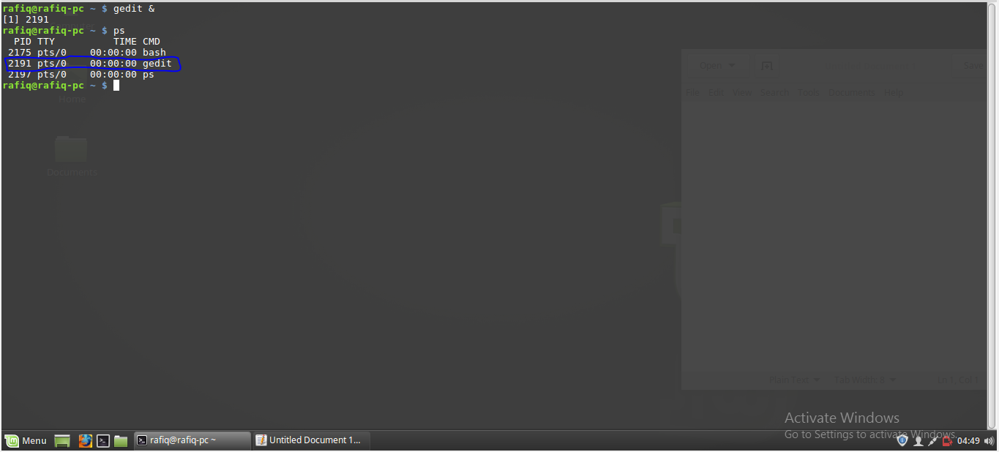 rafiq@rafiq-pc ~ $ gedit &
[1] 2191
rafiq@rafiq-pc ~ $ ps
  PID TTY          TIME CMD
 2175 pts/0    00:00:00 bash
 2191 pts/0    00:00:00 gedit
 2197 pts/0    00:00:00 ps
rafiq@rafiq-pc ~ $
Home
Documents
Open Save
File Edit View Search Tools Documents Help
Plain Text Tab Width: 8 Ln 1, Col 1
Activate Windows
Go to Settings to activate Windows.
Menu rafiq@rafiq-pc ~ Untitled Document 1... 04:49